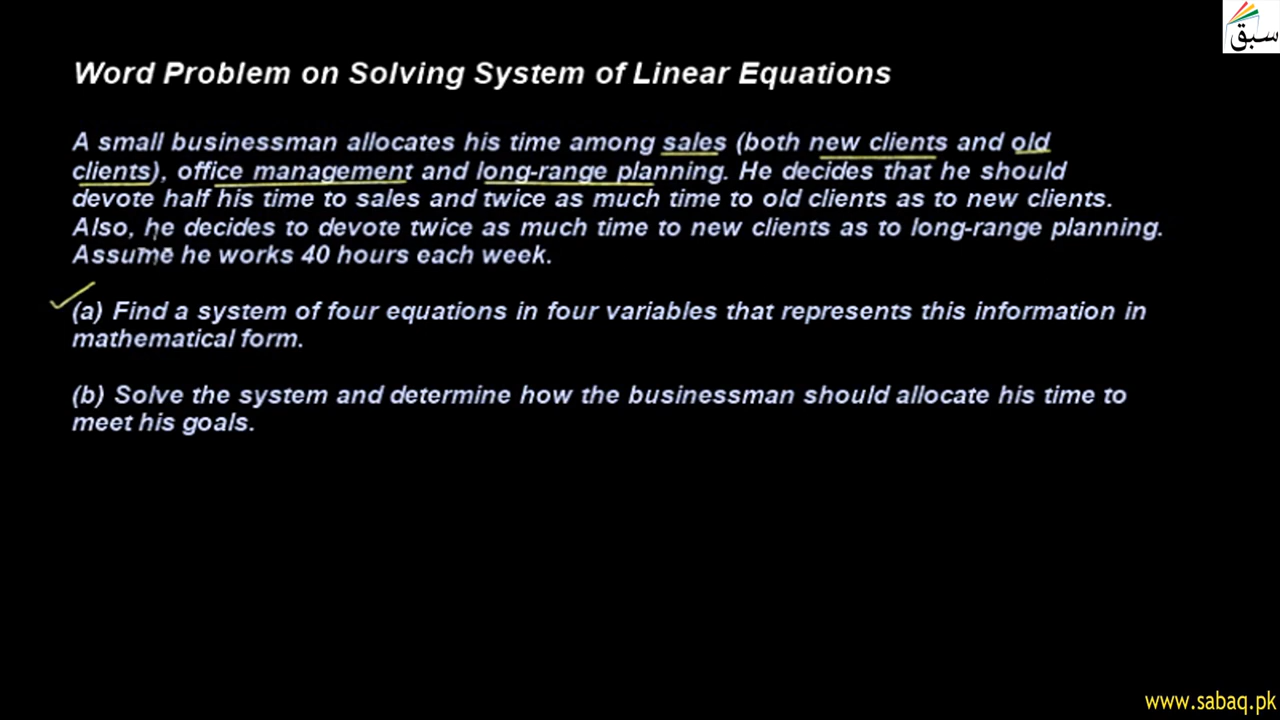 سبق
Word Problem on Solving System of Linear Equations
A small businessman allocates his time among sales (both new clients and old
clients), office management and long-range planning. He decides that he should
devote half his time to sales and twice as much time to old clients as to new clients.
Also, he decides to devote twice as much time to new clients as to long-range planning.
Assume he works 40 hours each week.
(a) Find a system of four equations in four variables that represents this information in
mathematical form.
(b) Solve the system and determine how the businessman should allocate his time to
meet his goals.
www.sabaq.pk